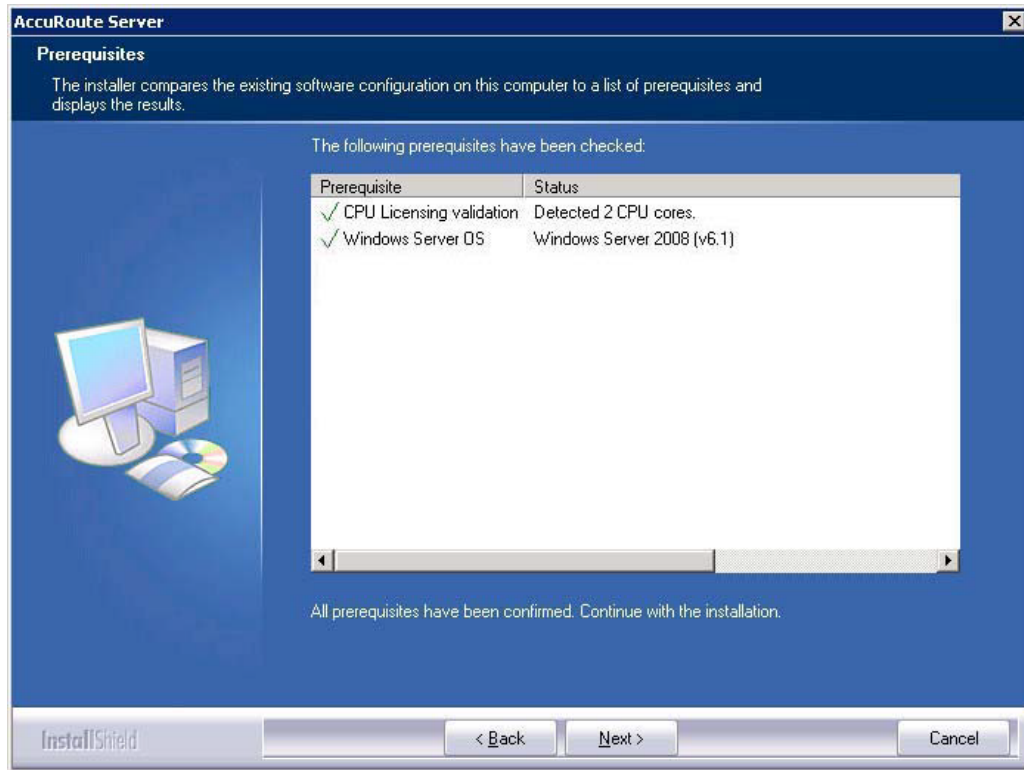 AccuRoute Server
Prerequisites
The installer compares the existing software configuration on this computer to a list of prerequisites and
displays the results.
The following prerequisites have been checked:
Prerequisite Status
CPU Licensing validation Detected 2 CPU cores.
Windows Server OS Windows Server 2008 (v6.1)
All prerequisites have been confirmed. Continue with the installation.
InstallShield
< Back Next > Cancel